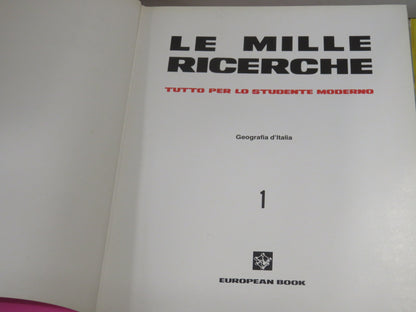 LE MILLE
RICERCHE
TUTTO PER LO STUDENTE MODERNO
Geografia d'Italia
1
EUROPEAN BOOK